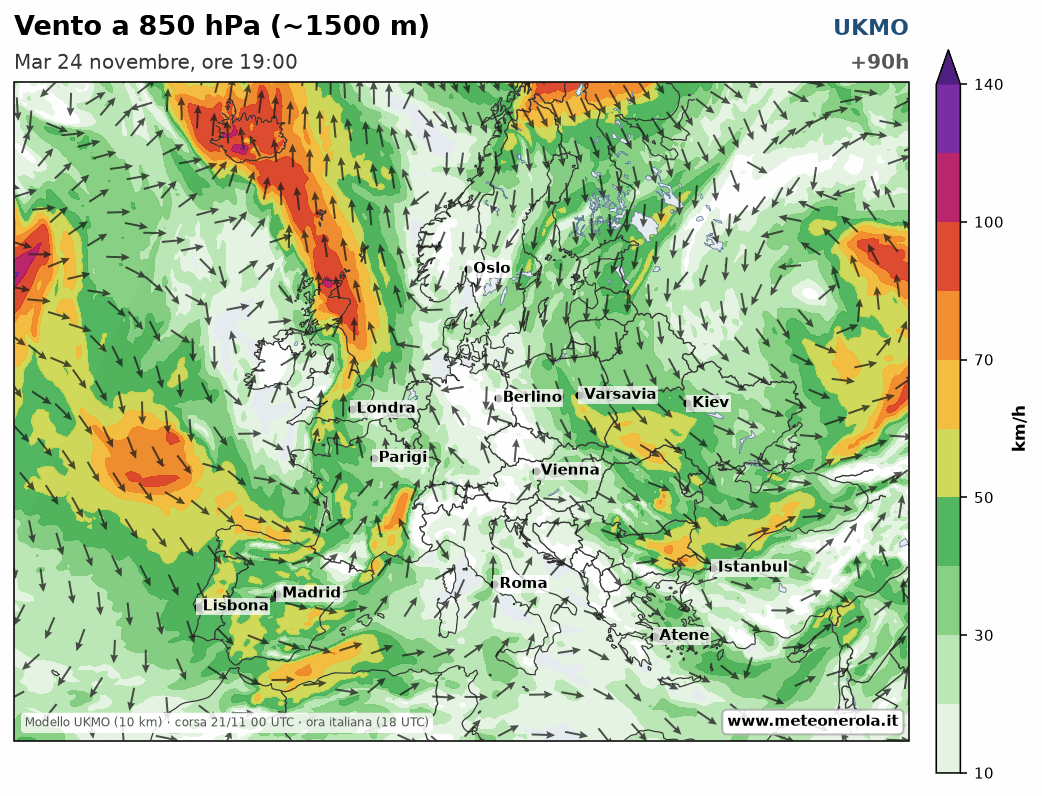 Vento a 850 hPa (~1500 m)
UKMO
Mar 24 novembre, ore 19:00
+90h
140
100
70
50
30
10
km/h
Oslo
Berlino
Varsavia
Kiev
Londra
Parigi
Vienna
Istanbul
Roma
Madrid
Lisbona
Atene
Modello UKMO (10 km) · corsa 21/11 00 UTC · ora italiana (18 UTC)
www.meteonerola.it